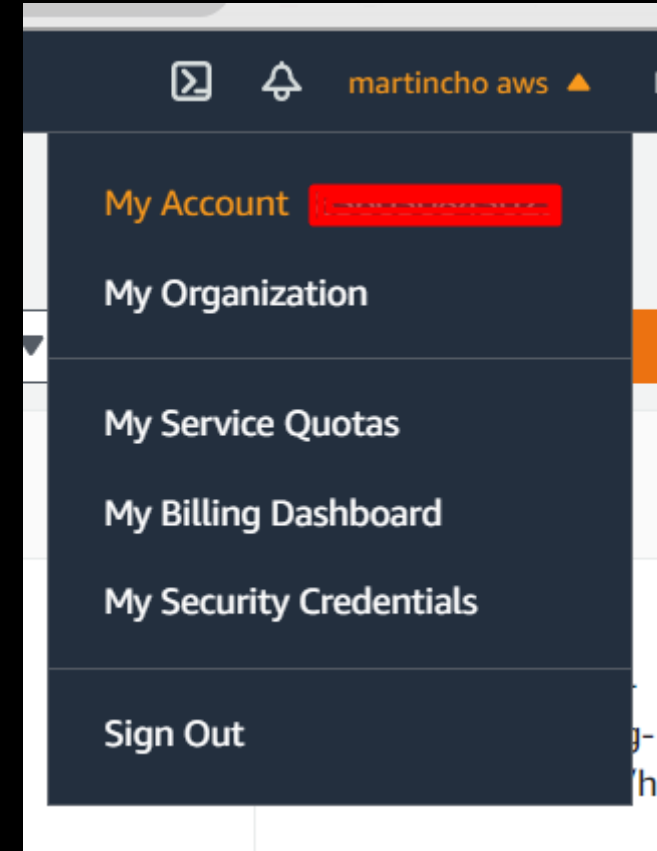 martincho aws
My Account
My Organization
My Service Quotas
My Billing Dashboard
My Security Credentials
Sign Out
g-
/h